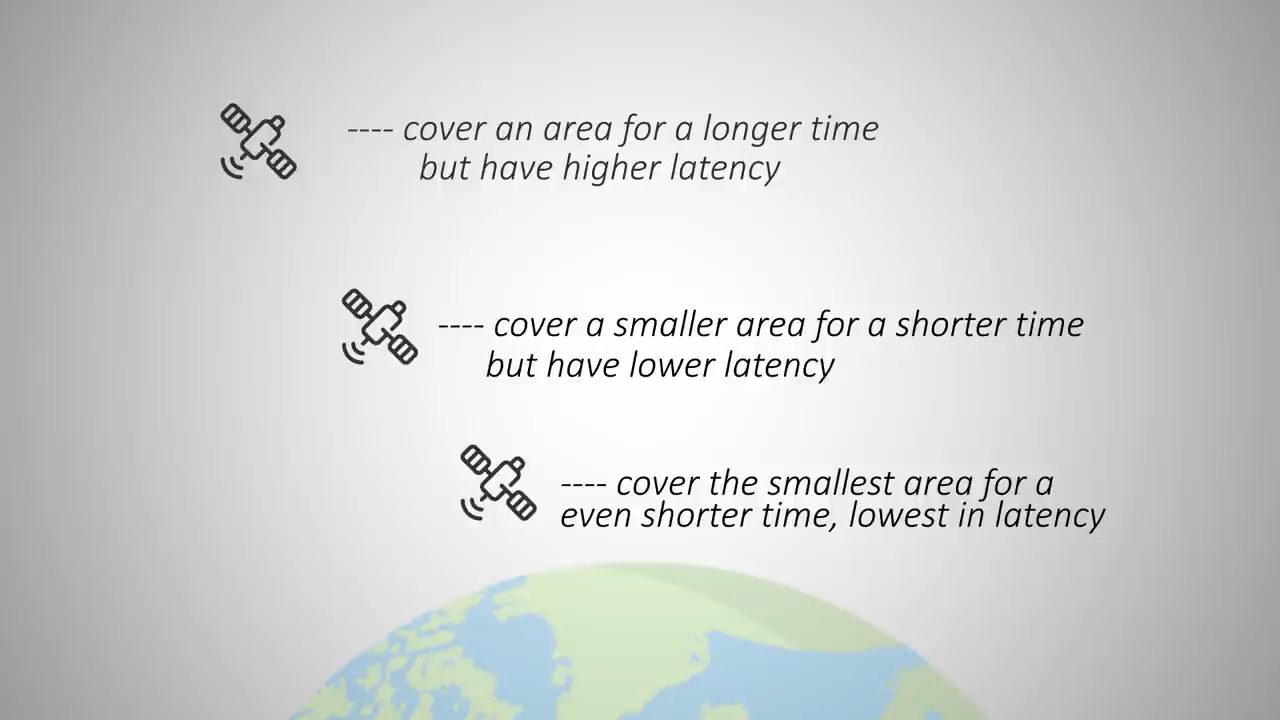 ---- cover an area for a longer time
but have higher latency
---- cover a smaller area for a shorter time
but have lower latency
---- cover the smallest area for a
even shorter time, lowest in latency